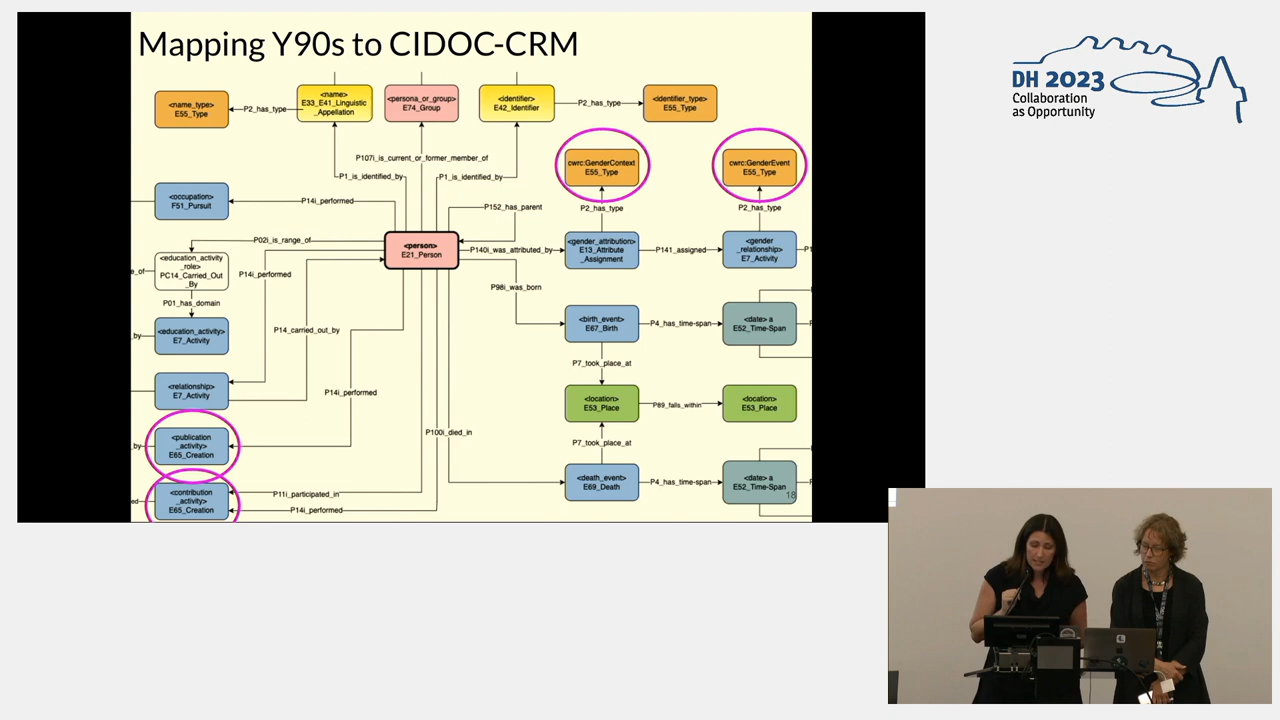 Mapping Y90s to CIDOC-CRM
DH 2023
Collaboration
as Opportunity
<name_type>
E55_Type
P2_has_type
<name>
E33_E41_Linguistic
_Appellation
<persona_or_group>
E74_Group
<identifier>
E42_Identifier
P2_has_type
<identifier_type>
E55_Type
P107i_is_current_or_former_member_of
P1_is_identified_by
P1_is_identified_by
cwrc:GenderContext
E55_Type
cwrc:GenderEvent
E55_Type
<occupation>
F51_Pursuit
P14i_performed
P152_has_parent
P2_has_type
P2_has_type
P02i_is_range_of
<person>
E21_Person
P140i_was_attributed_by
<gender_attribution>
E13_Attribute
_Assignment
P141_assigned
<gender
_relationship>
E7_Activity
<education_activity
_role>
PC14_Carried_Out
_By
P14i_performed
P98i_was_born
P01_has_domain
<education_activity>
E7_Activity
P14_carried_out_by
<birth_event>
E67_Birth
P4_has_time-span
<date> a
E52_Time-Span
P7_took_place_at
<relationship>
E7_Activity
P14i_performed
<location>
E53_Place
P89_falls_within
<location>
E53_Place
<publication
_activity>
E65_Creation
P100i_died_in
P7_took_place_at
<death_event>
E69_Death
P4_has_time-span
<date> a
E52_Time-Span
18
<contribution
_activity>
E65_Creation
P11i_participated_in
P14i_performed